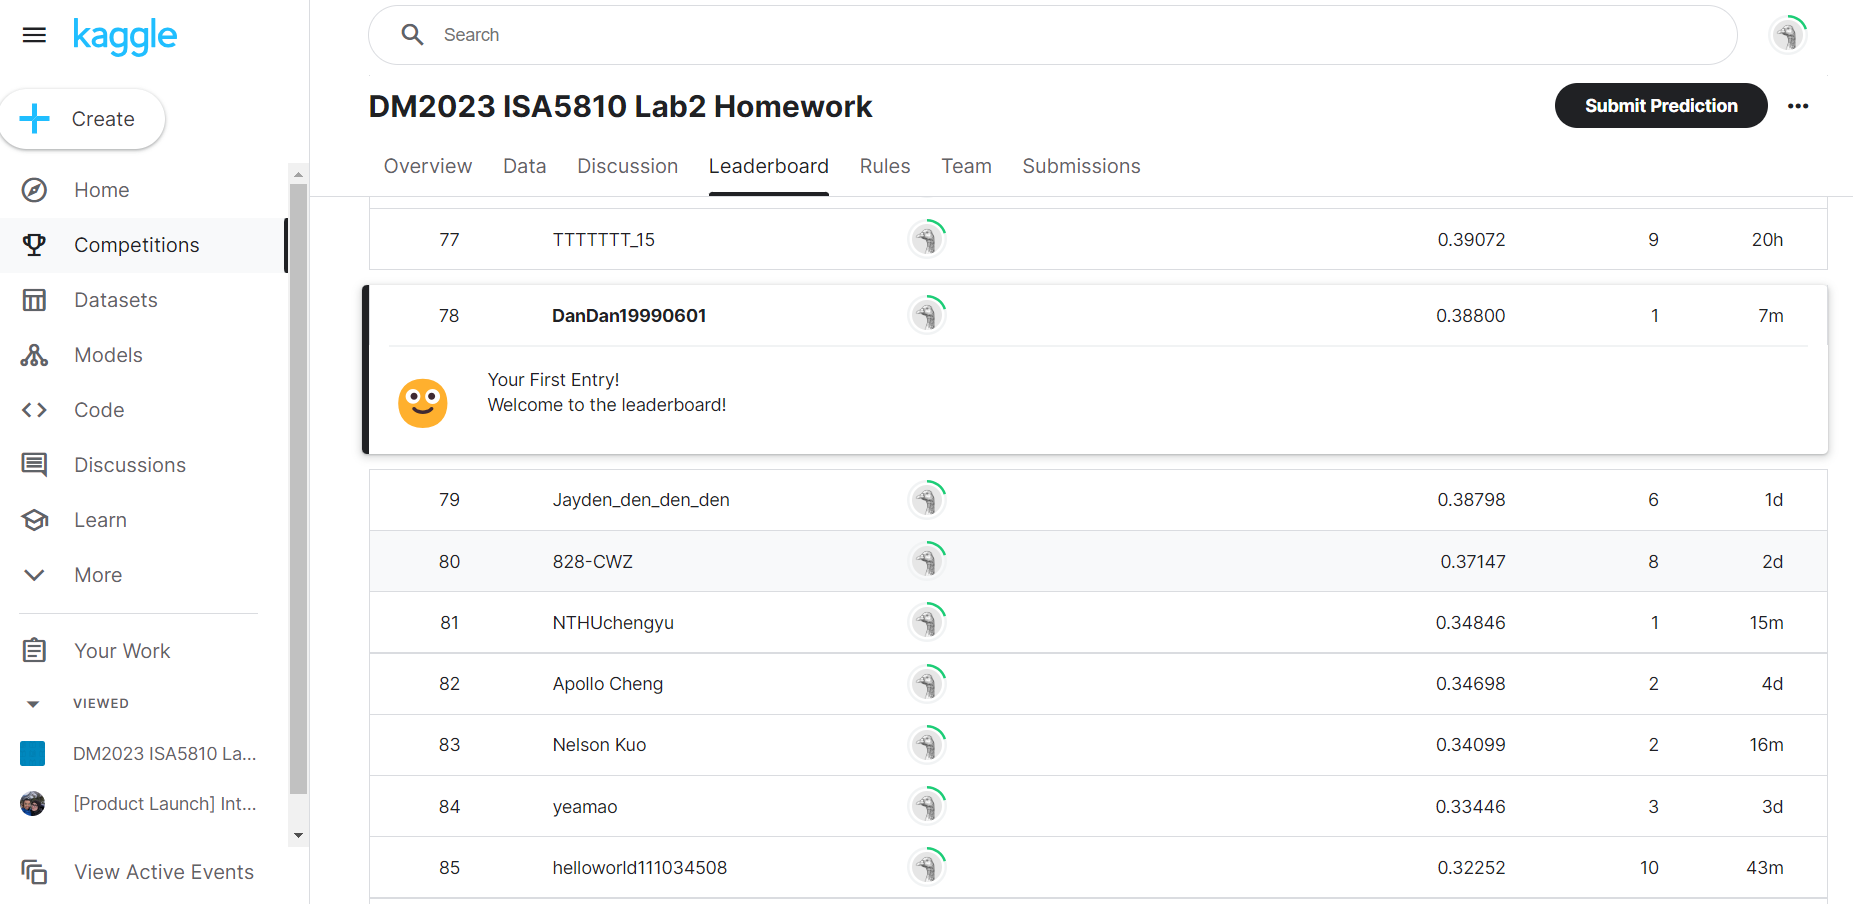 kaggle
Search
Create
Home
Competitions
Datasets
Models
Code
Discussions
Learn
More
Your Work
VIEWED
DM2023 ISA5810 La...
[Product Launch] Int...
View Active Events
DM2023 ISA5810 Lab2 Homework
Submit Prediction
Overview Data Discussion Leaderboard Rules Team Submissions
77 TTTTTTT_15 0.39072 9 20h
78 DanDan19990601 0.38800 1 7m
Your First Entry!
Welcome to the leaderboard!
79 Jayden_den_den_den 0.38798 6 1d
80 828-CWZ 0.37147 8 2d
81 NTHUchengyu 0.34846 1 15m
82 Apollo Cheng 0.34698 2 4d
83 Nelson Kuo 0.34099 2 16m
84 yeamao 0.33446 3 3d
85 helloworld111034508 0.32252 10 43m